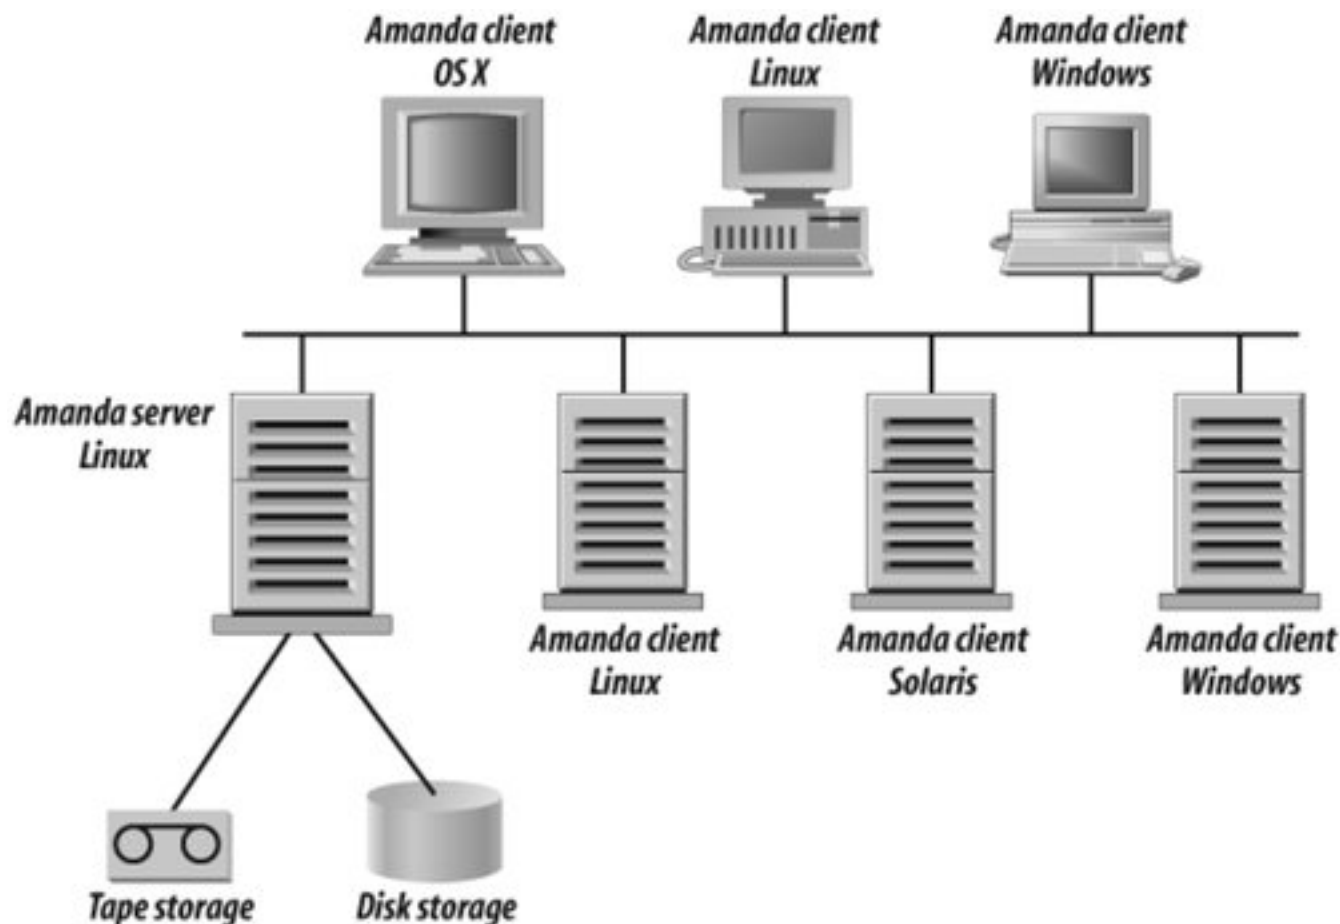 Amanda client
OS X
Amanda client
Linux
Amanda client
Windows
Amanda server
Linux
Amanda client
Linux
Amanda client
Solaris
Amanda client
Windows
Tape storage
Disk storage